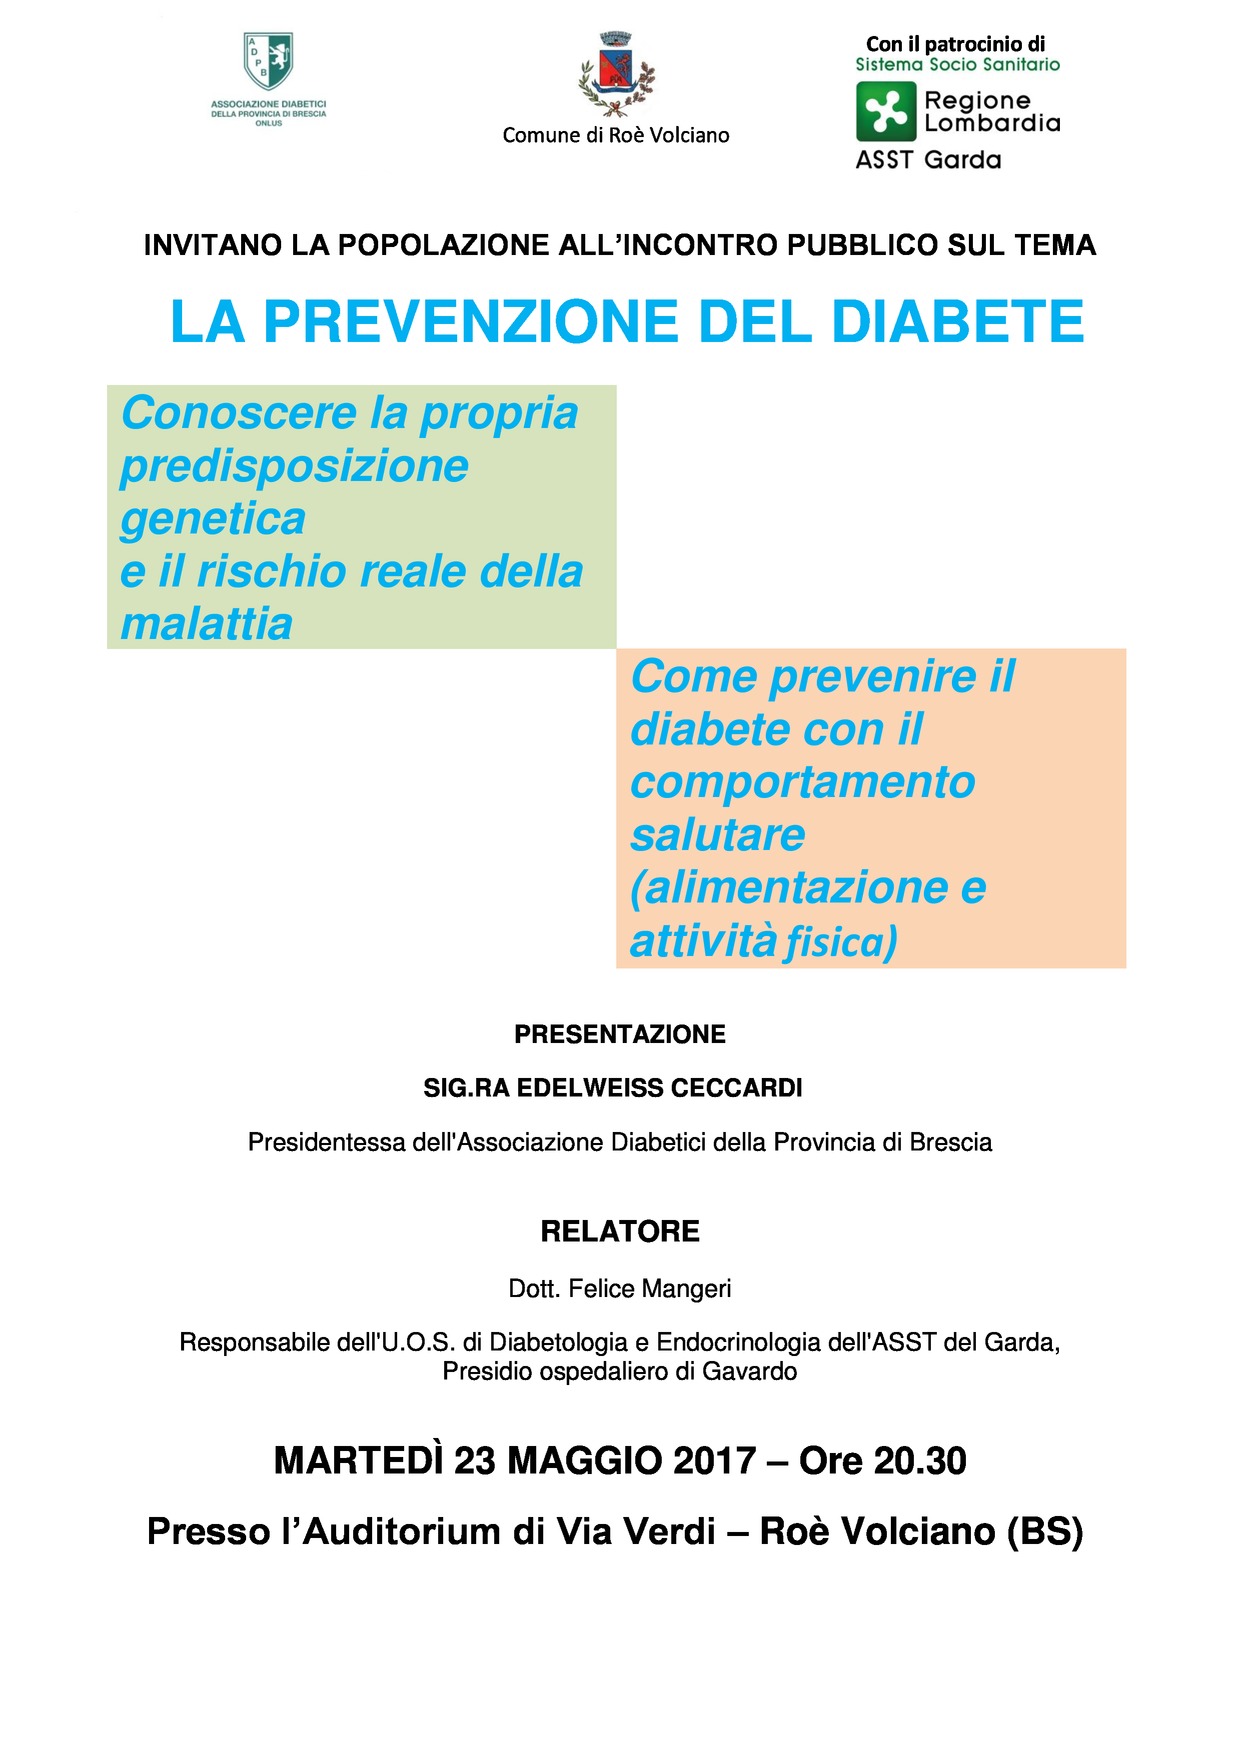 A
D
P
B
ASSOCIAZIONE DIABETICI
DELLA PROVINCIA DI BRESCIA
ONLUS
Comune di Roè Volciano
Con il patrocinio di
Sistema Socio Sanitario
Regione
Lombardia
ASST Garda
INVITANO LA POPOLAZIONE ALL’INCONTRO PUBBLICO SUL TEMA
LA PREVENZIONE DEL DIABETE
Conoscere la propria
predisposizione
genetica
e il rischio reale della
malattia
Come prevenire il
diabete con il
comportamento
salutare
(alimentazione e
attività fisica)
PRESENTAZIONE
SIG.RA EDELWEISS CECCARDI
Presidentessa dell'Associazione Diabetici della Provincia di Brescia
RELATORE
Dott. Felice Mangeri
Responsabile dell'U.O.S. di Diabetologia e Endocrinologia dell'ASST del Garda,
Presidio ospedaliero di Gavardo
MARTEDÌ 23 MAGGIO 2017 – Ore 20.30
Presso l’Auditorium di Via Verdi – Roè Volciano (BS)